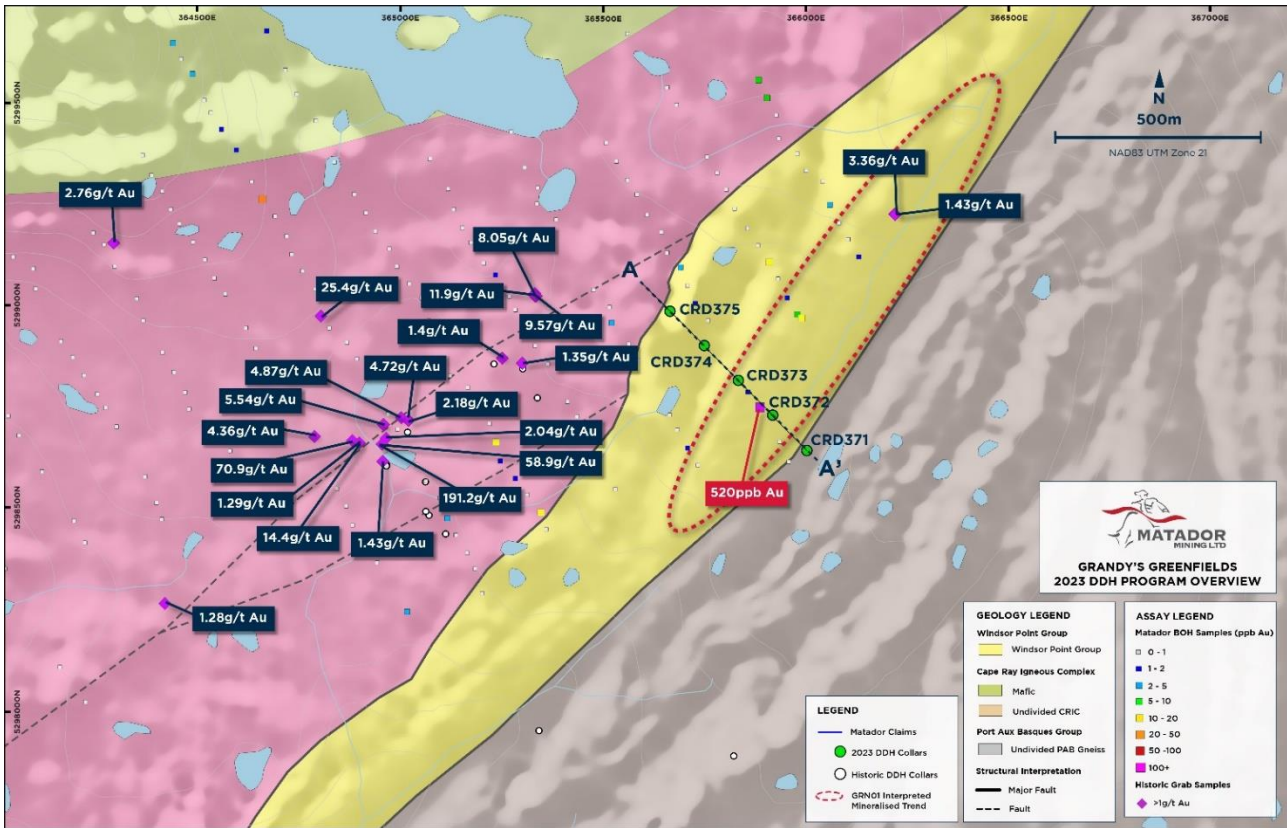 364500E
365000E
365500E
366000E
366500E
367000E
5299500N
5299000N
5298500N
5298000N
N
500m
NAD83 UTM Zone 21
3.36g/t Au
1.43g/t Au
2.76g/t Au
8.05g/t Au
11.9g/t Au
9.57g/t Au
25.4g/t Au
1.4g/t Au
1.35g/t Au
4.72g/t Au
4.87g/t Au
2.18g/t Au
5.54g/t Au
4.36g/t Au
2.04g/t Au
70.9g/t Au
58.9g/t Au
1.29g/t Au
191.2g/t Au
14.4g/t Au
1.43g/t Au
1.28g/t Au
A
CRD375
CRD374
CRD373
CRD372
CRD371
A'
520ppb Au
MATADOR
MINING LTD
GRANDY'S GREENFIELDS
2023 DDH PROGRAM OVERVIEW
LEGEND
Matador Claims
2023 DDH Collars
Historic DDH Collars
GRN01 Interpreted
Mineralised Trend
GEOLOGY LEGEND
Windsor Point Group
Windsor Point Group
Cape Ray Igneous Complex
Mafic
Undivided CRIC
Port Aux Basques Group
Undivided PAB Gneiss
Structural Interpretation
Major Fault
Fault
ASSAY LEGEND
Matador BOH Samples (ppb Au)
0 - 1
1 - 2
2 - 5
5 - 10
10 - 20
20 - 50
50 -100
100+
Historic Grab Samples
>1g/t Au